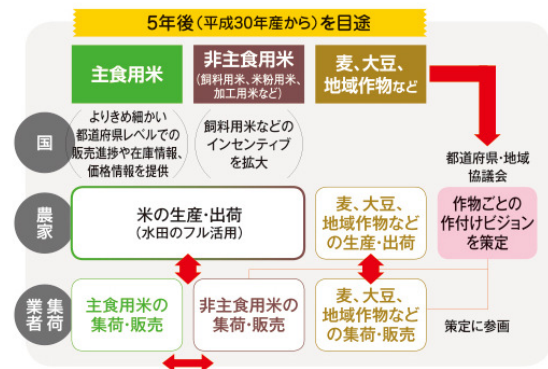 5年後(平成30年産から)を目途
主食用米
非主食用米
(飼料用米、米粉用米、
加工用米など)
麦、大豆、
地域作物など
国
よりきめ細かい
都道府県レベルでの
販売進捗や在庫情報、
価格情報を提供
飼料用米などの
インセンティブ
を拡大
都道府県・地域
協議会
農家
米の生産・出荷
(水田のフル活用)
麦、大豆、
地域作物など
の生産・出荷
作物ごとの
作付けビジョン
を策定
集荷
業者
主食用米の
集荷・販売
非主食用米の
集荷・販売
麦、大豆、
地域作物など
の集荷・販売
策定に参画